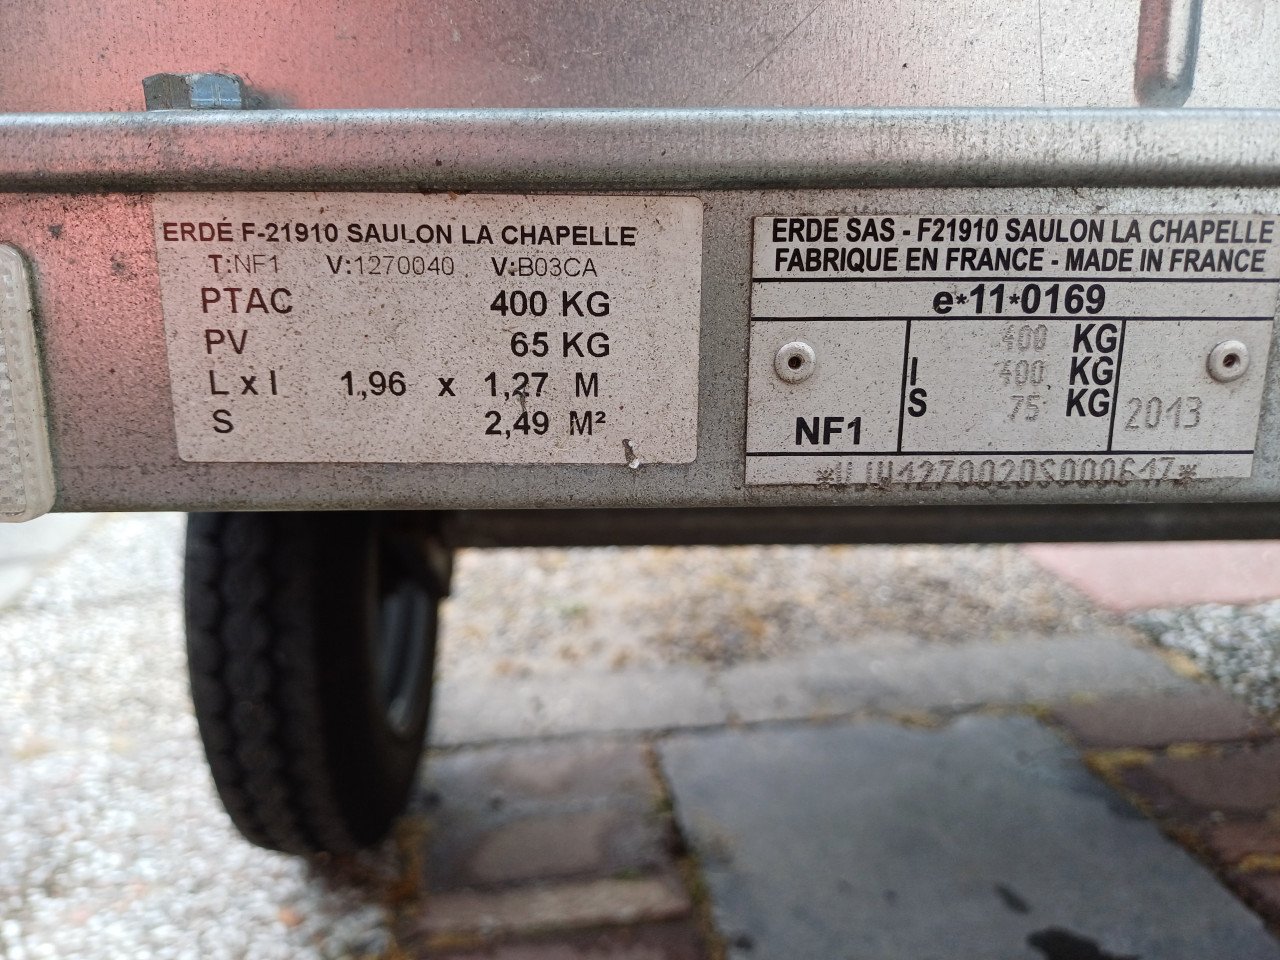 ERDÉ F-21910 SAULON LA CHAPELLE
T:NF1 V:1270040 V:B03CA
PTAC 400 KG
PV 65 KG
L x l 1,96 x 1,27 M
S 2,49 M²
ERDE SAS - F21910 SAULON LA CHAPELLE
FABRIQUE EN FRANCE - MADE IN FRANCE
e*11*0169
400 KG
I 400 KG
S 75 KG
NF1
2013